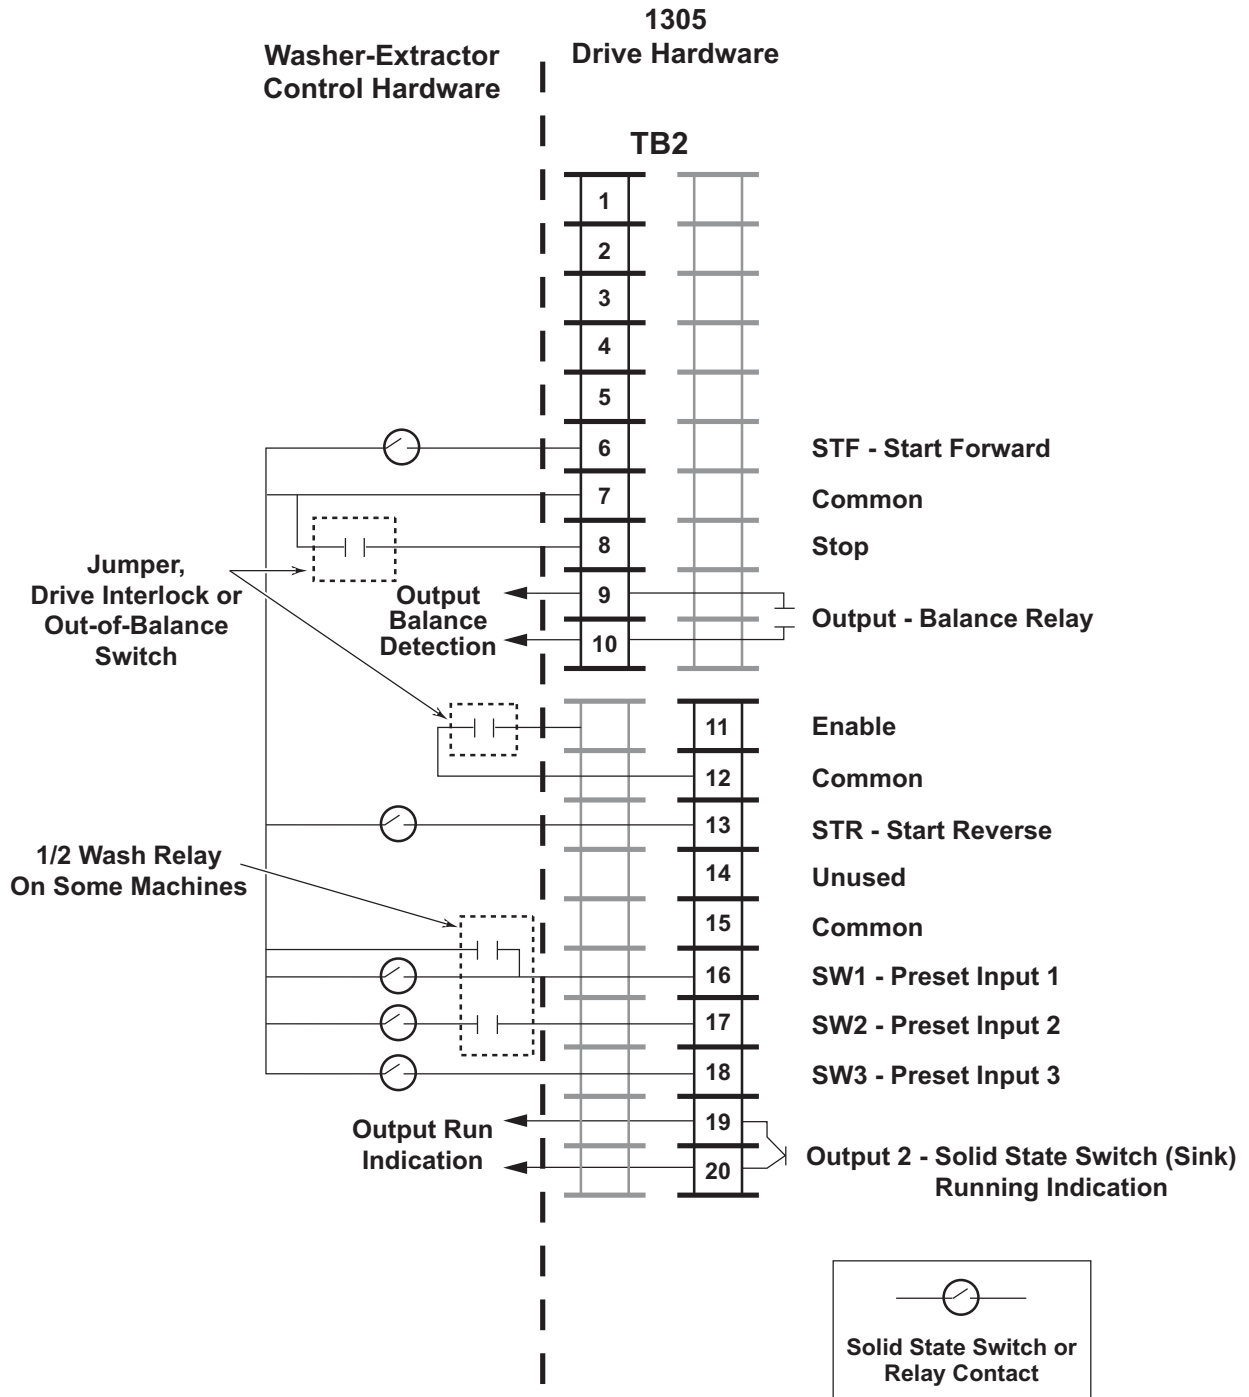 1305
Drive Hardware
Washer-Extractor
Control Hardware
TB2
1
2
3
4
5
6
STF - Start Forward
7
Common
8
Stop
Jumper,
Drive Interlock or
Out-of-Balance
Switch
Output
Balance
Detection
9
10
Output - Balance Relay
11
Enable
12
Common
13
STR - Start Reverse
1/2 Wash Relay
On Some Machines
14
Unused
15
Common
16
SW1 - Preset Input 1
17
SW2 - Preset Input 2
18
SW3 - Preset Input 3
Output Run
Indication
19
20
Output 2 - Solid State Switch (Sink)
Running Indication
Solid State Switch or
Relay Contact